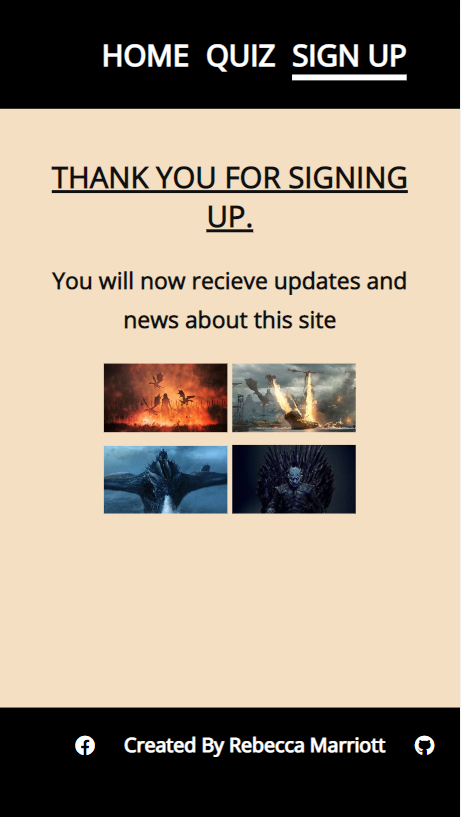 HOME QUIZ SIGN UP
THANK YOU FOR SIGNING
UP.
You will now recieve updates and
news about this site
Created By Rebecca Marriott